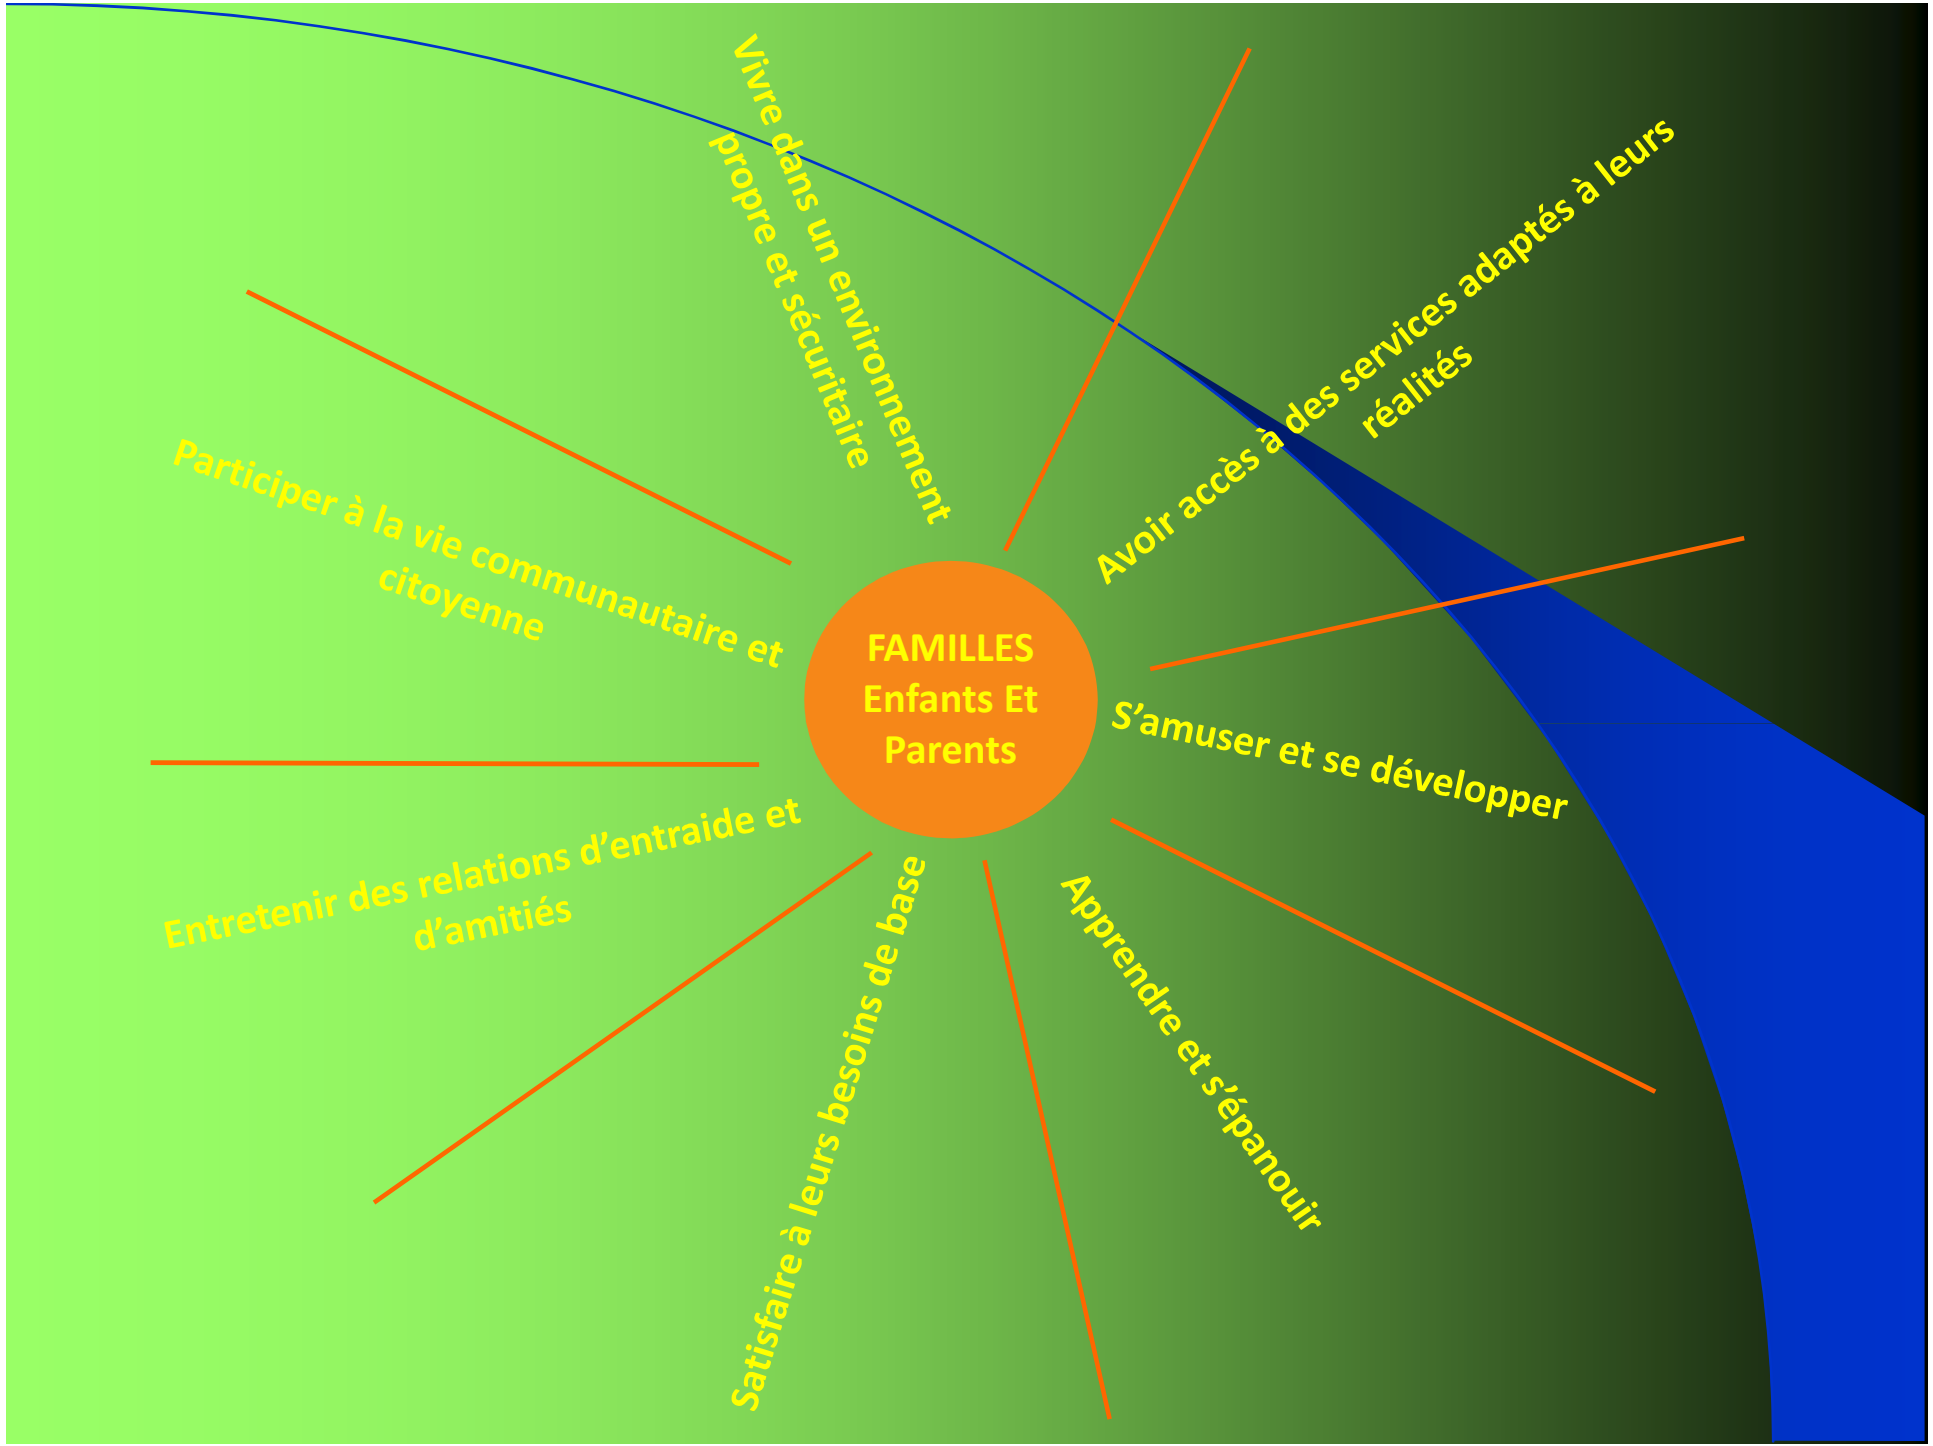 Vivre dans un environnement
propre et sécuritaire
Avoir accès à des services adaptés à leurs
réalités
Participer à la vie communautaire et
citoyenne
FAMILLES
Enfants Et
Parents
S’amuser et se développer
Entretenir des relations d’entraide et
d’amitiés
Satisfaire à leurs besoins de base
Apprendre et s’épanouir